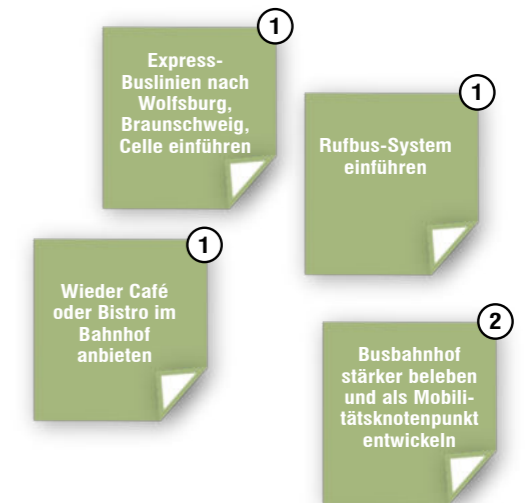 1
Express-
Buslinien nach
Wolfsburg,
Braunschweig,
Celle einführen
1
Rufbus-System
einführen
1
Wieder Café
oder Bistro im
Bahnhof
anbieten
2
Busbahnhof
stärker beleben
und als Mobili-
tätsknotenpunkt
entwickeln